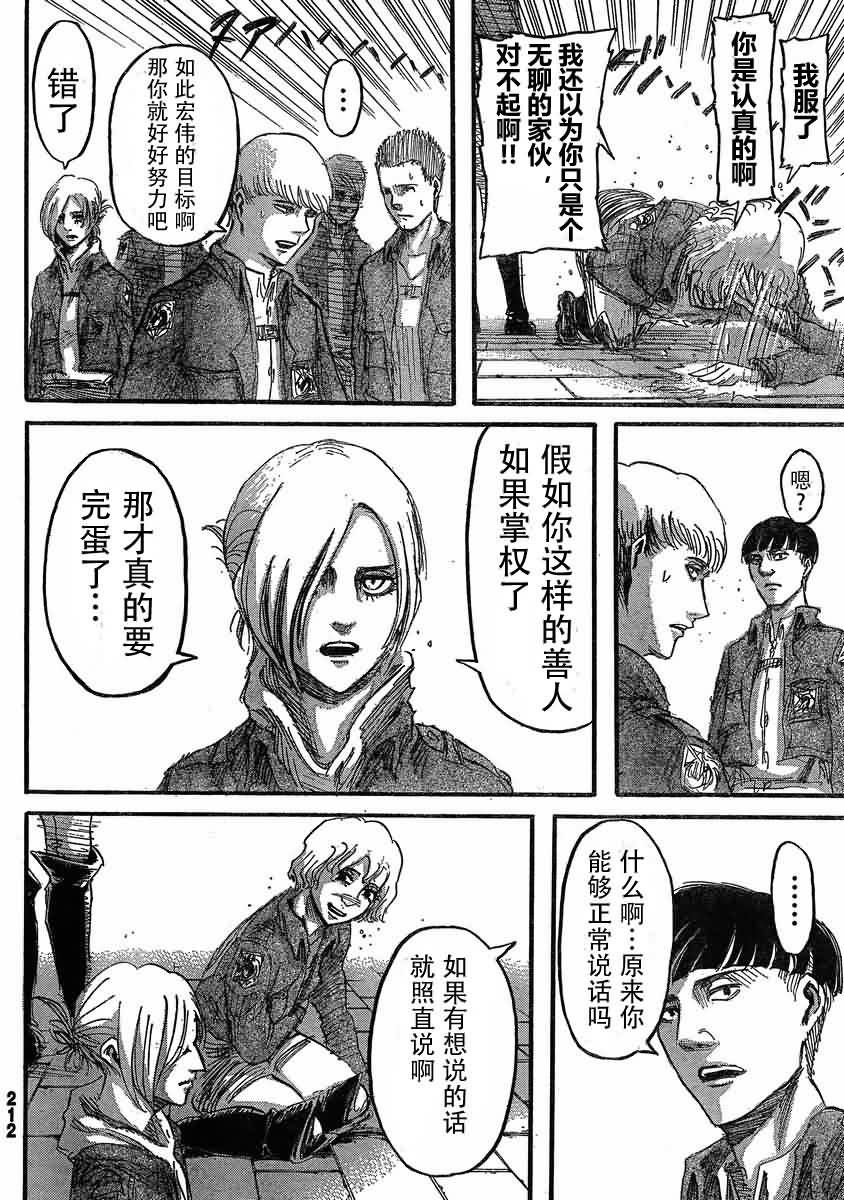 我服了
你是认真的啊
我还以为你只是个
无聊的家伙，
对不起啊!!
…
如此宏伟的目标啊
那你就好好努力吧
错了
嗯?
假如你这样的善人
如果掌权了
那才真的要
完蛋了…
……
什么啊…原来你
能够正常说话吗
如果有想说的话
就照直说啊
212